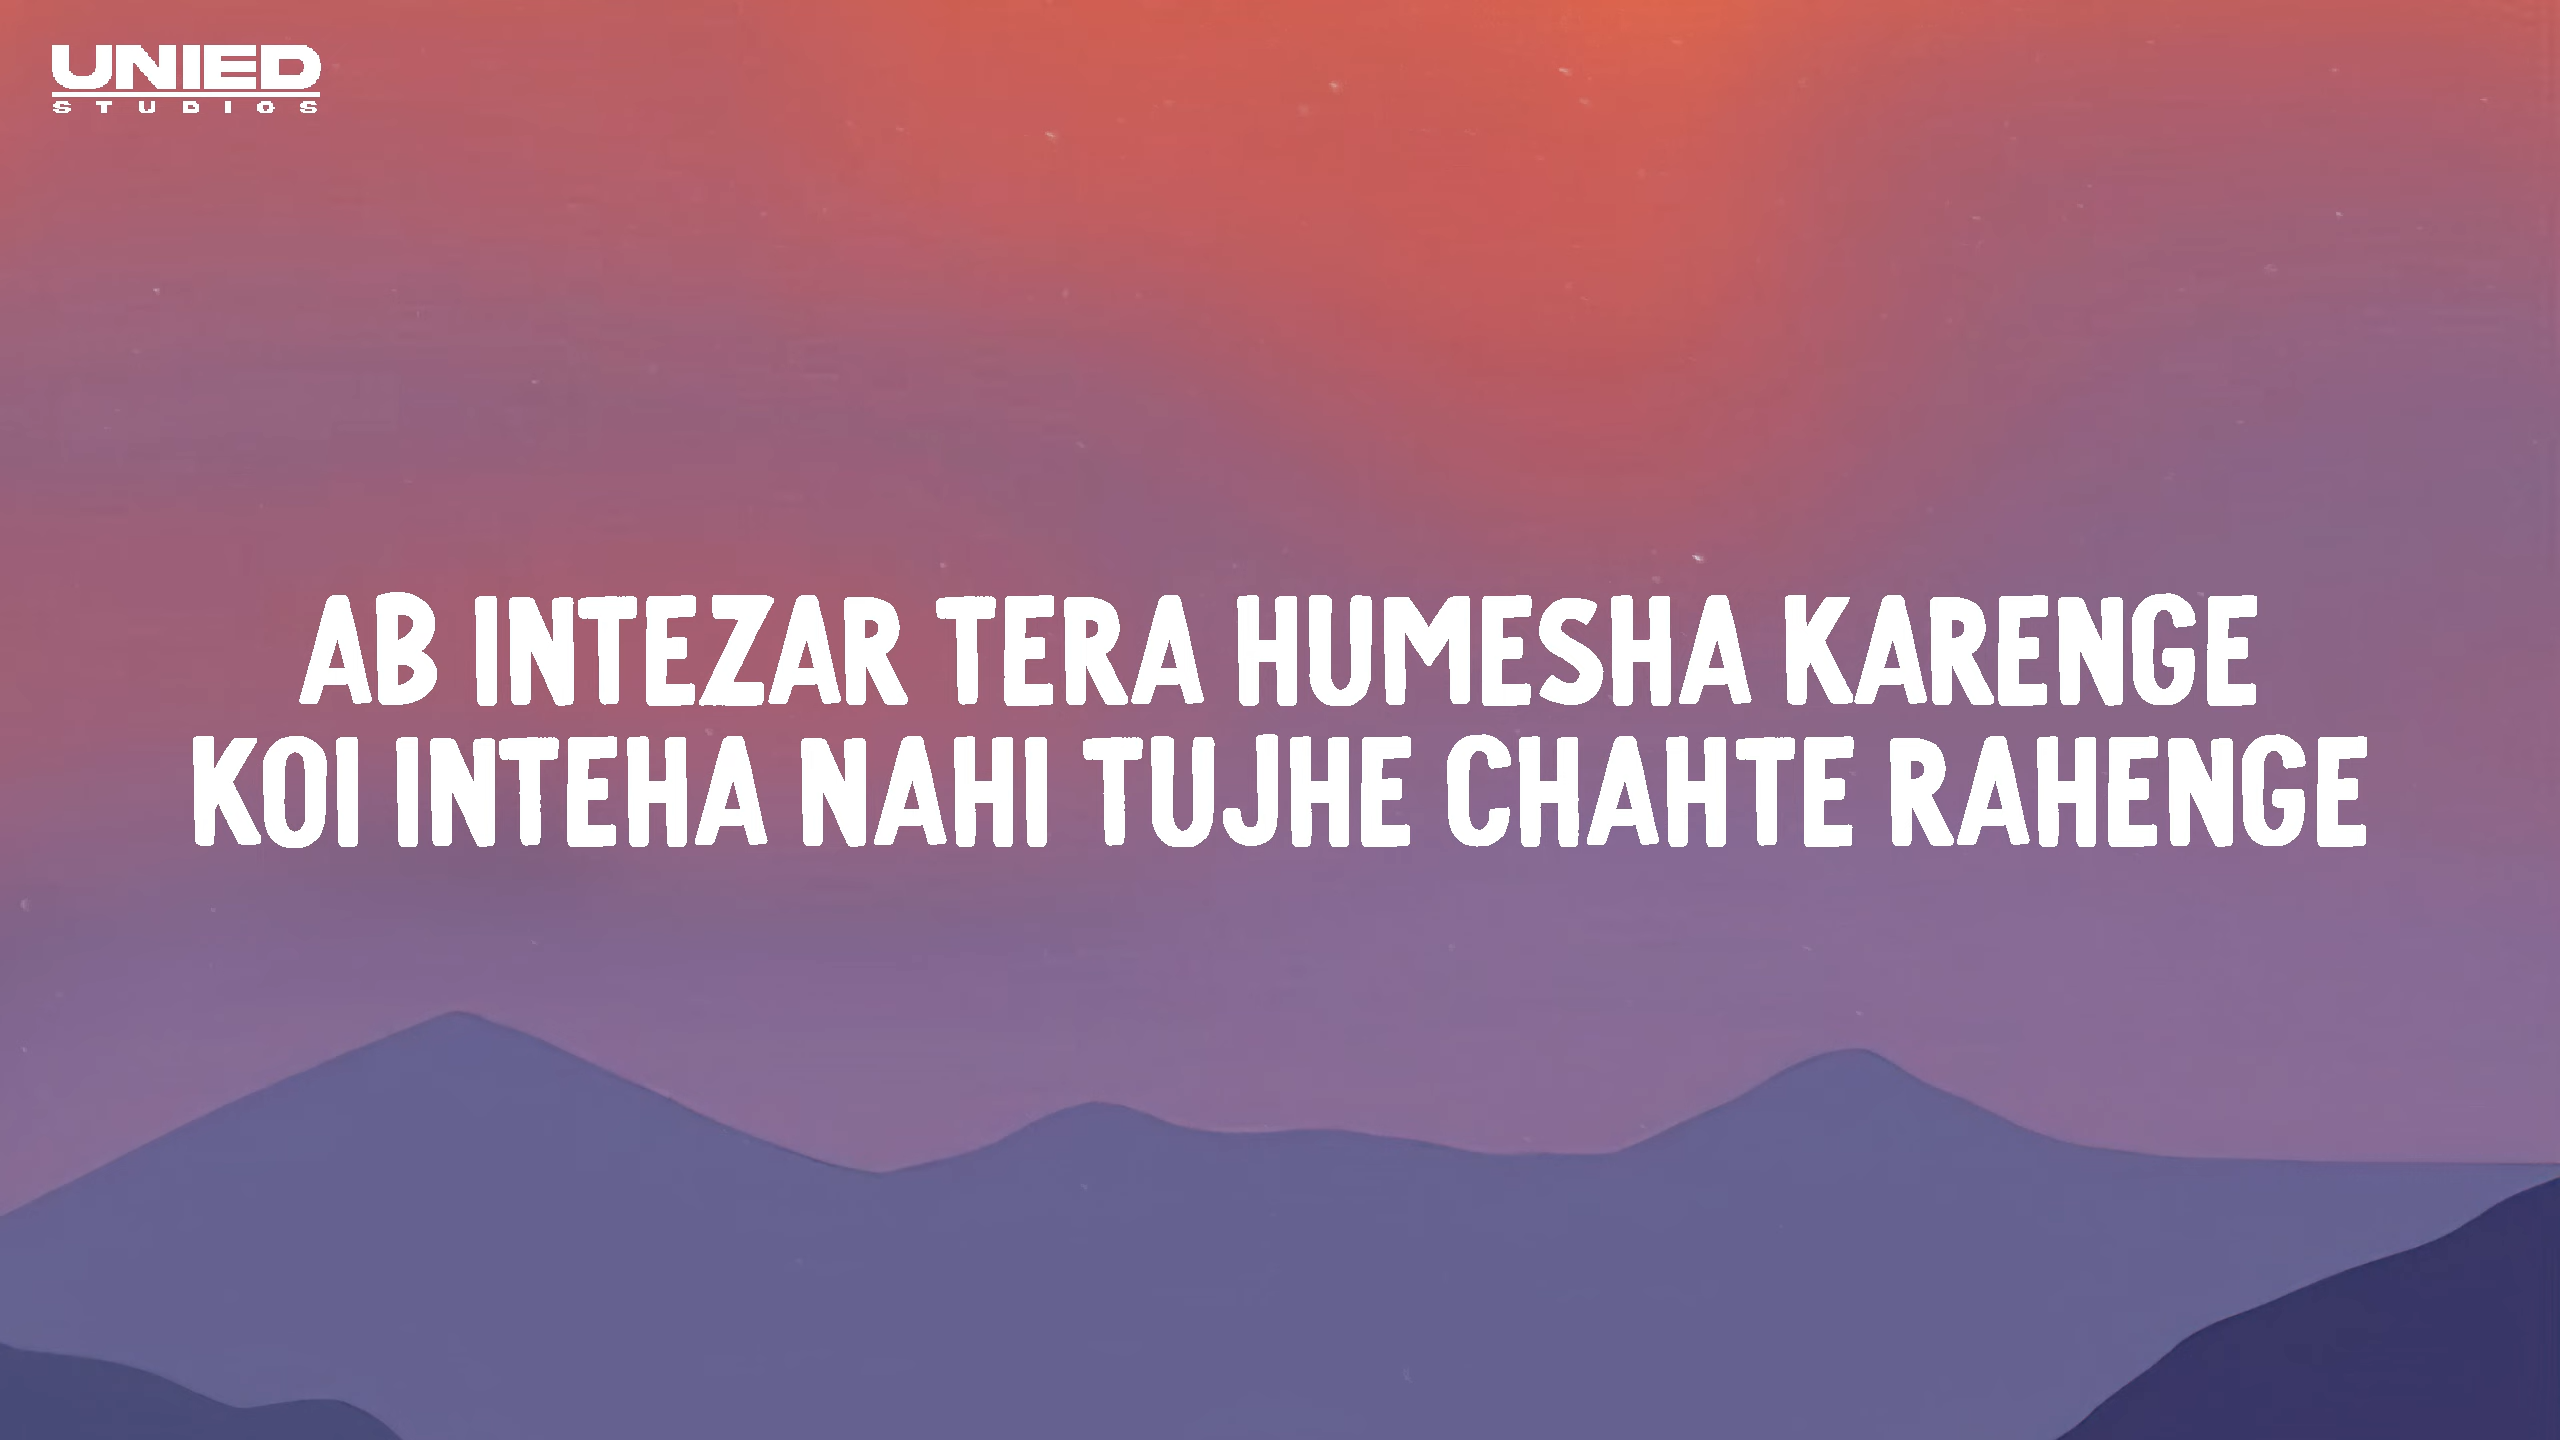 UNIED
STUDIOS
AB INTEZAR TERA HUMESHA KARENGE
KOI INTEHA NAHI TUJHE CHAHTE RAHENGE